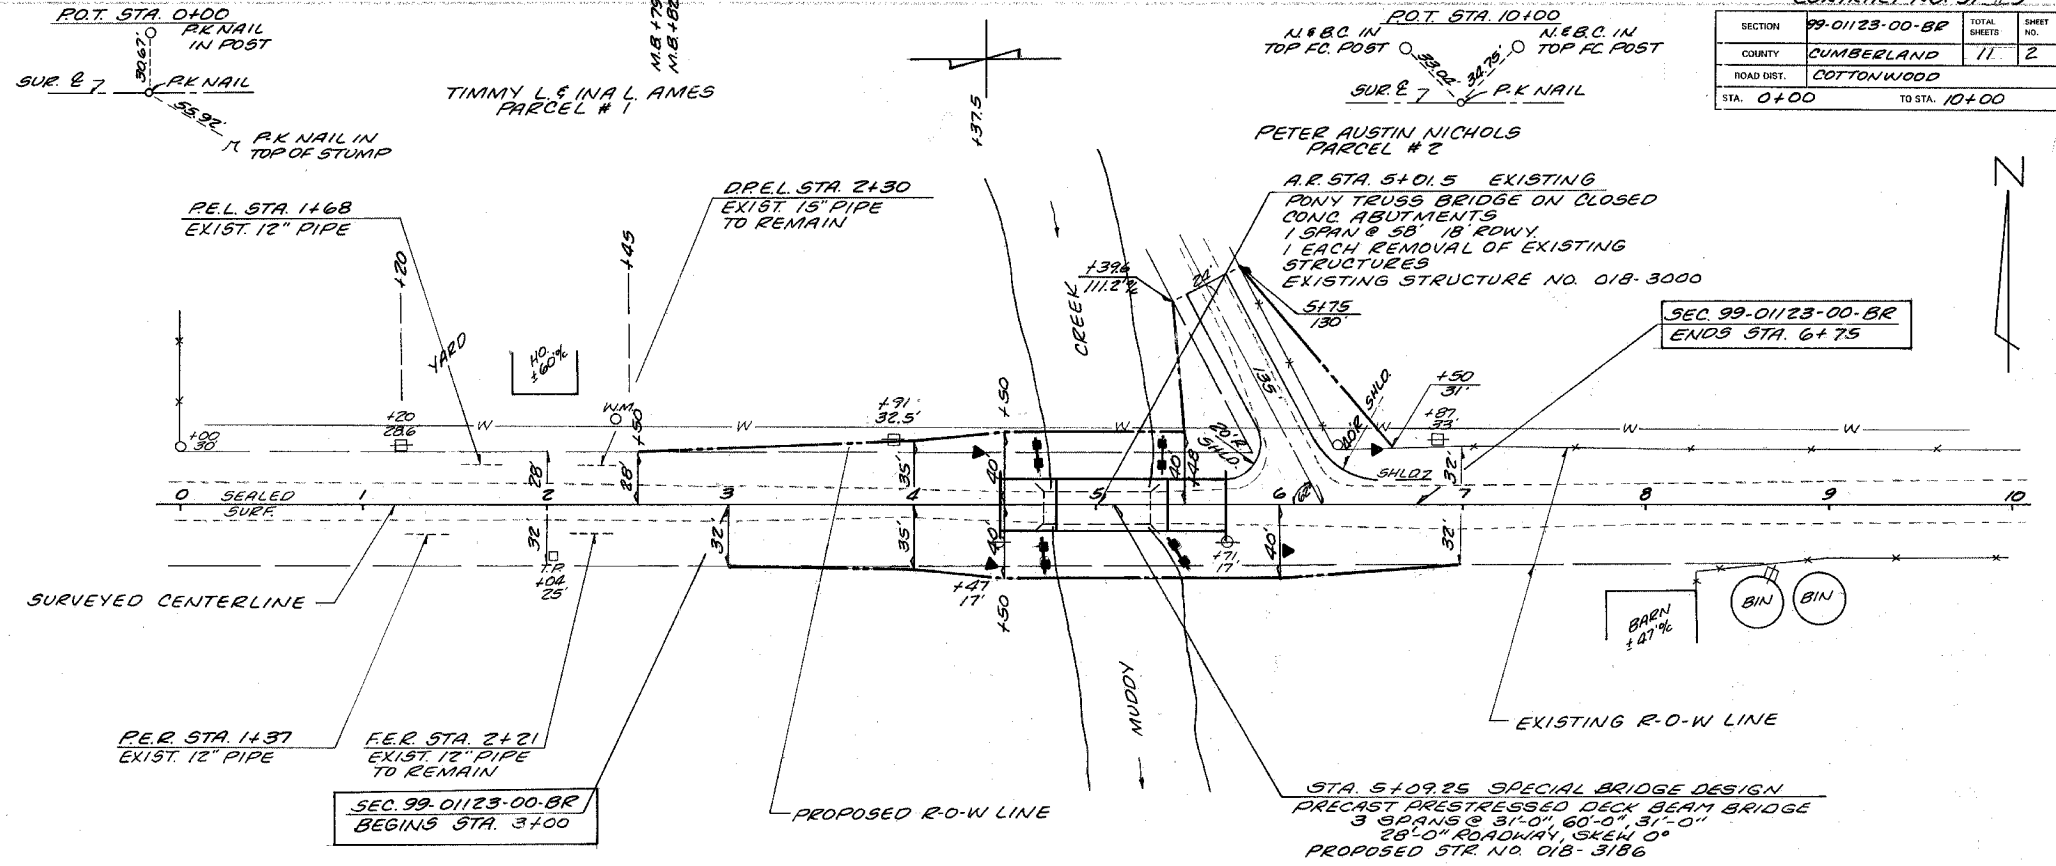 P.O.T. STA. 0+00
P.K. NAIL
IN POST
30.67'
SUR. ℄
P.K. NAIL
55.92'
P.K. NAIL IN
TOP OF STUMP
TIMMY L. & INA L. AMES
PARCEL # 1
+37.5
P.O.T. STA. 10+00
N. & B.C. IN
TOP FC. POST
N. & B.C. IN
TOP FC. POST
33.04'
34.75'
SUR. ℄
P.K. NAIL
PETER AUSTIN NICHOLS
PARCEL # 2
SECTION 99-01123-00-BR TOTAL SHEETS SHEET NO.
COUNTY CUMBERLAND 11 2
ROAD DIST. COTTONWOOD
STA. 0+00 TO STA. 10+00
N
P.E.L. STA. 1+68
EXIST. 12" PIPE
D.P.E.L. STA. 2+30
EXIST. 15" PIPE
TO REMAIN
A.R. STA. 5+01.5 EXISTING
PONY TRUSS BRIDGE ON CLOSED
CONC. ABUTMENTS
1 SPAN @ 58' 18' RDWY.
1 EACH REMOVAL OF EXISTING
STRUCTURES
EXISTING STRUCTURE NO. 018-3000
+20
+45
YARD
HO.
±60' %
W.M.
CREEK
+39.6
24'
5+75
130'
SEC. 99-01123-00-BR
ENDS STA. 6+75
135'
+50
31'
+87
33'
40'R SHLD.
20'R
SHLD.
SHLD.
62°
+00
30'
+20
28.6
+50
+91
32.5'
+50
+48
W W W W W W
28' 28' 35' 40' 40' 32'
0 1 2 3 4 5 6 7 8 9 10
SEALED
SURF.
32' 32' 35' 40' 40' 32'
T.P.
+04
25'
+47
17'
+50
+71
17'
SURVEYED CENTERLINE
BARN
±47' %
BIN
BIN
MUDDY
P.E.R. STA. 1+37
EXIST. 12" PIPE
F.E.R. STA. 2+21
EXIST. 12" PIPE
TO REMAIN
SEC. 99-01123-00-BR
BEGINS STA. 3+00
PROPOSED R-O-W LINE
EXISTING R-O-W LINE
STA. 5+09.25 SPECIAL BRIDGE DESIGN
PRECAST PRESTRESSED DECK BEAM BRIDGE
3 SPANS @ 31'-0", 60'-0", 31'-0"
28'-0" ROADWAY, SKEW 0°
PROPOSED STR. NO. 018-3186